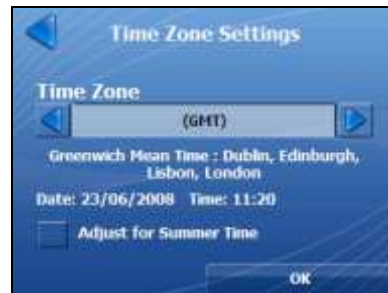 Time Zone Settings
Time Zone
(GMT)
Greenwich Mean Time : Dublin, Edinburgh,
Lisbon, London
Date: 23/06/2008 Time: 11:20
Adjust for Summer Time
OK